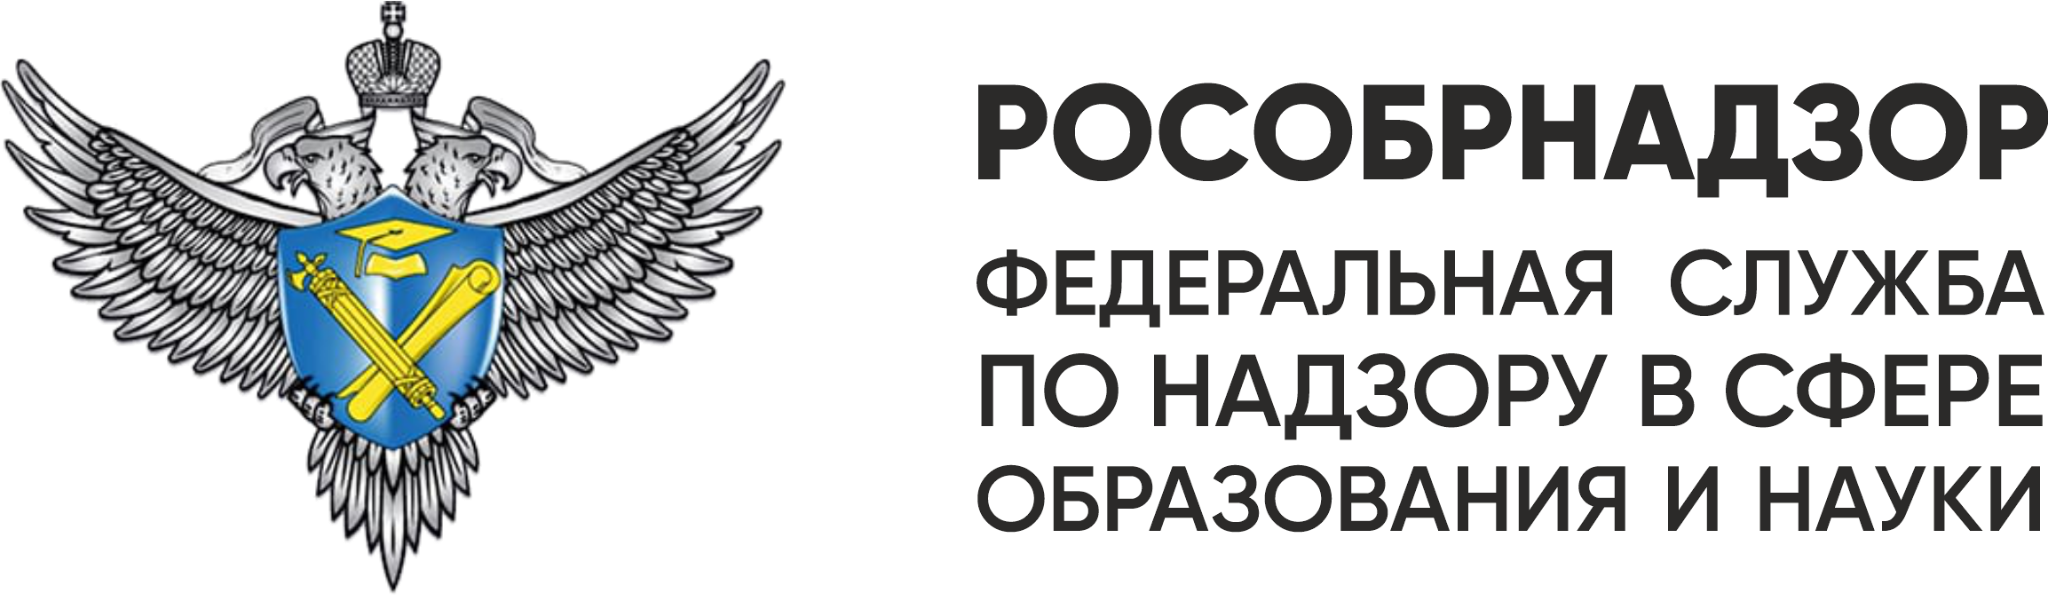 РОСОБРНАДЗОР
ФЕДЕРАЛЬНАЯ СЛУЖБА
ПО НАДЗОРУ В СФЕРЕ
ОБРАЗОВАНИЯ И НАУКИ